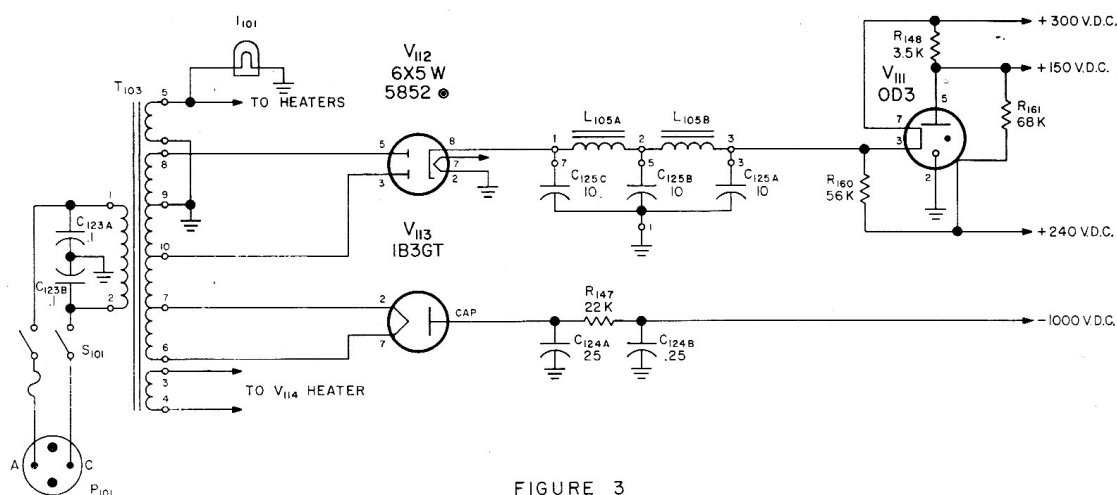 I101
T103
5
TO HEATERS
8
9
10
7
6
3
4
TO V114 HEATER
1
2
C123A
.1
C123B
.1
S101
A
C
P101
V112
6X5 W
5852
5
3
8
7
2
V113
1B3GT
2
7
CAP
L105A
L105B
1
2
3
7
5
3
C125C
10
C125B
10
C125A
10
1
R147
22 K
C124A
.25
C124B
.25
V111
OD3
7
3
5
2
R148
3.5K
R161
68 K
R160
56 K
+300 V.D.C.
+150 V.D.C.
+240 V.D.C.
-1000 V.D.C.
FIGURE 3